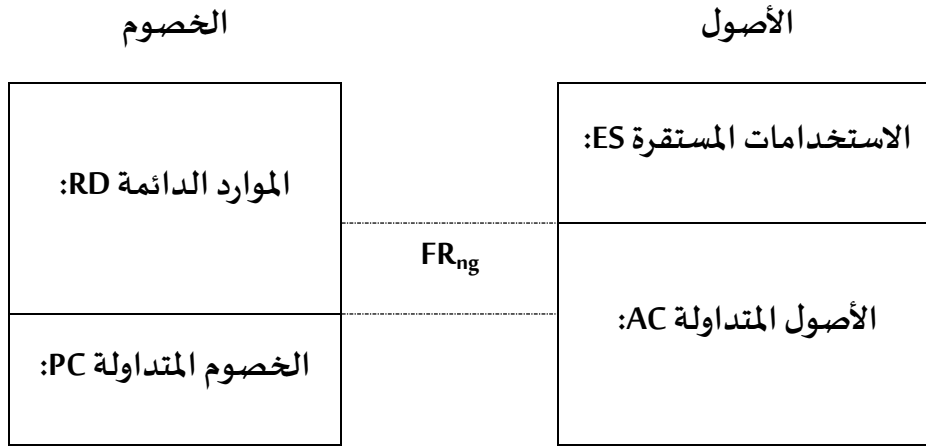 الأصول
الخصوم
الاستخدامات المستقرة ES:
الموارد الدائمة RD:
FRng
الأصول المتداولة AC:
الخصوم المتداولة PC: